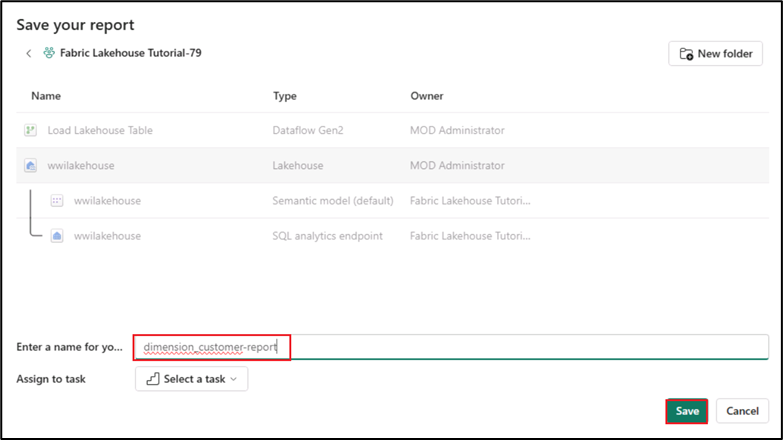 Save your report
Fabric Lakehouse Tutorial-79
New folder
Name Type Owner
Load Lakehouse Table Dataflow Gen2 MOD Administrator
wwilakehouse Lakehouse MOD Administrator
wwilakehouse Semantic model (default) Fabric Lakehouse Tutori...
wwilakehouse SQL analytics endpoint Fabric Lakehouse Tutori...
Enter a name for yo... dimension_customer-report
Assign to task Select a task
Save Cancel